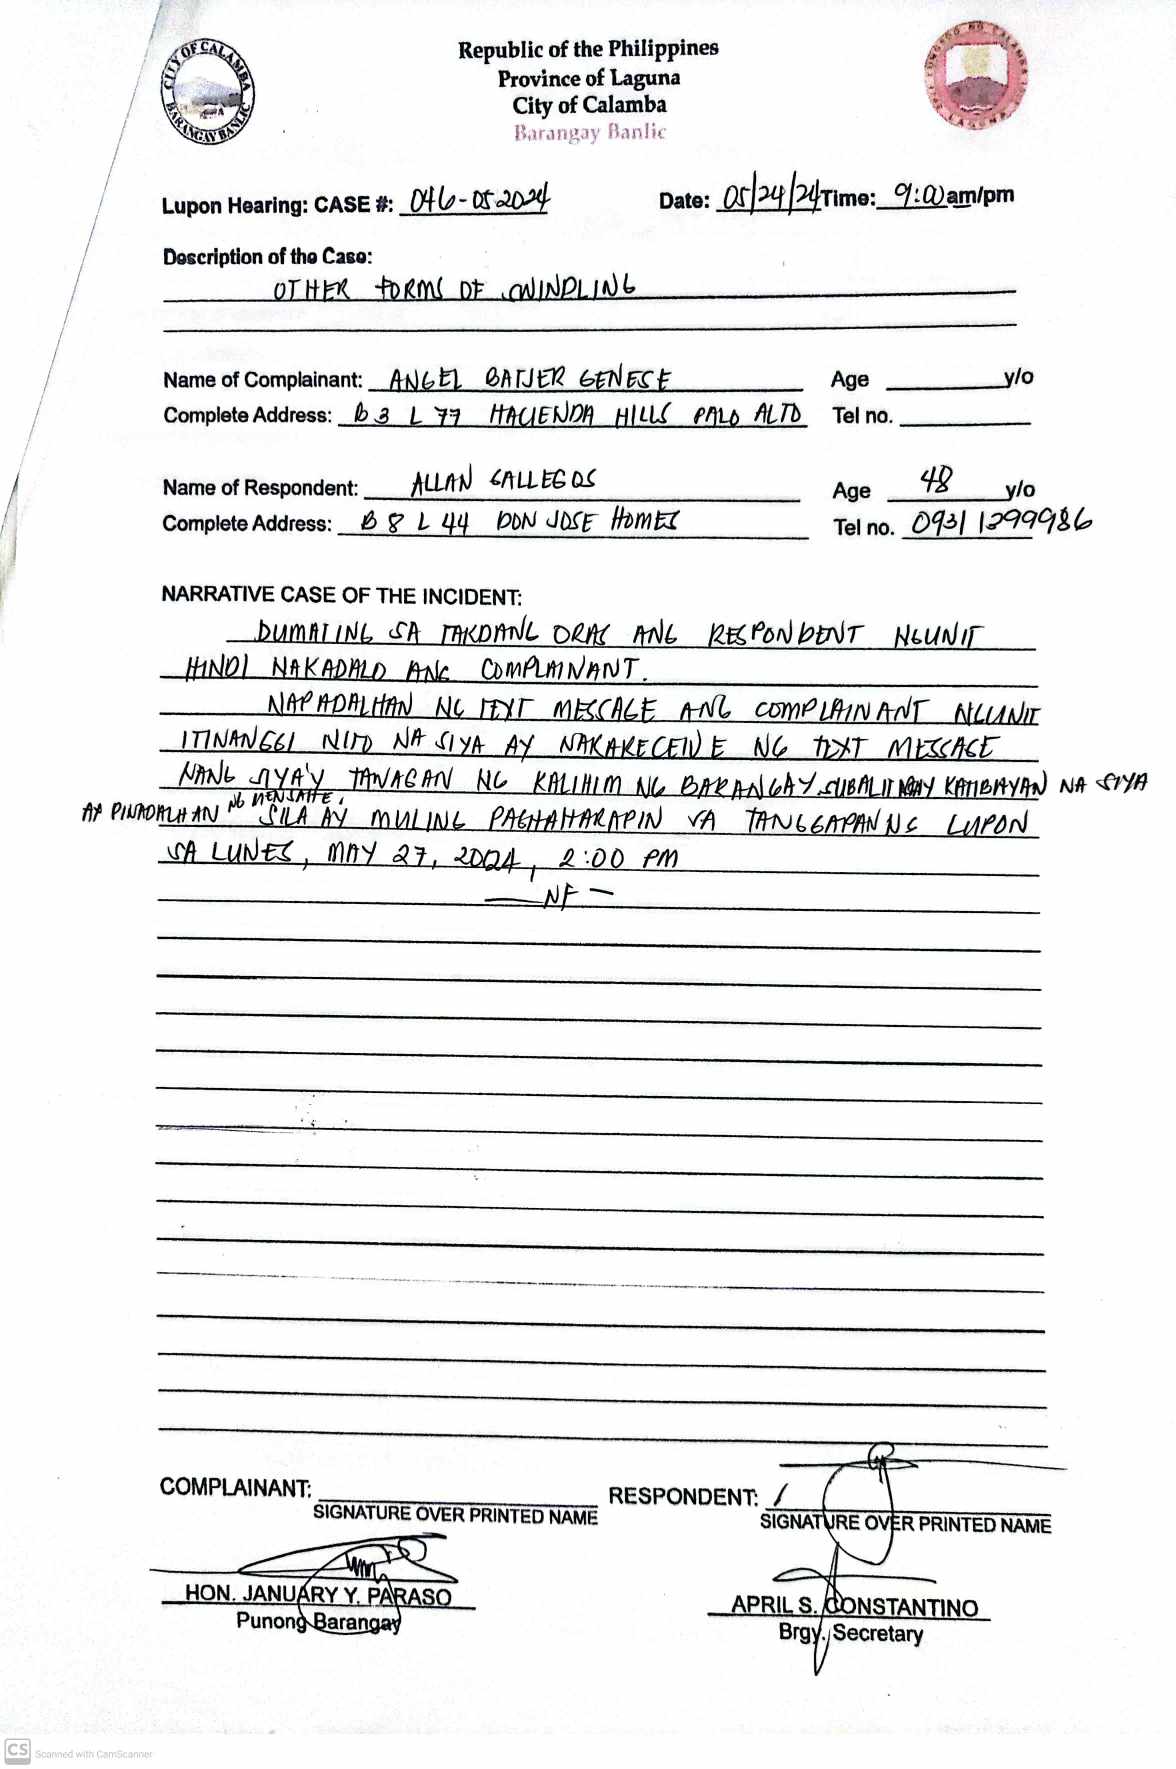 CITY OF CALAMBA
BARANGAY BANLIC
Republic of the Philippines
Province of Laguna
City of Calamba
Barangay Banlic
Lupon Hearing: CASE #: 046-05-2024 Date: 05/24/24 Time: 9:00 am/pm
Description of the Case:
OTHER FORMS OF SWINDLING
Name of Complainant: ANGEL BATJER GENESE Age y/o
Complete Address: B 3 L 77 HACIENDA HILLS PALO ALTO Tel no.
Name of Respondent: ALLAN GALLEGOS Age 48 y/o
Complete Address: B 8 L 44 DON JOSE HOMES Tel no. 0931 1299986
NARRATIVE CASE OF THE INCIDENT:
DUMATING SA TAKDANG ORAS ANG RESPONDENT NGUNIT
HINDI NAKADALO ANG COMPLAINANT.
NAPADALHAN NG TEXT MESSAGE ANG COMPLAINANT NGUNIT
ITINANGGI NITO NA SIYA AY NAKARECEIVE NG TEXT MESSAGE
NANG SIYA'Y TAWAGAN NG KALIHIM NG BARANGAY, SUBALIT MAY KATIBAYAN NA SIYA
AY PINADALHAN NG MENSAHE. SILA AY MULING PAGHAHARAPIN SA TANGGAPAN NG LUPON
SA LUNES, MAY 27, 2024, 2:00 PM
— NF —
COMPLAINANT: RESPONDENT:
SIGNATURE OVER PRINTED NAME SIGNATURE OVER PRINTED NAME
HON. JANUARY Y. PARASO APRIL S. CONSTANTINO
Punong Barangay Brgy. Secretary
CS Scanned with CamScanner